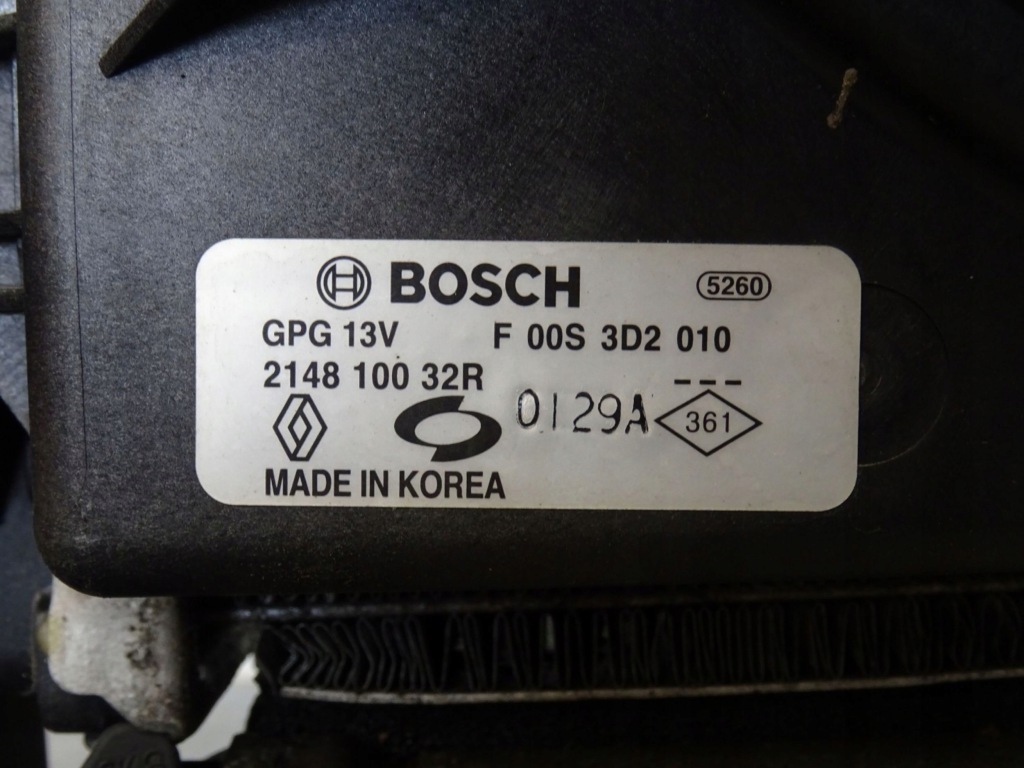 BOSCH 5260
GPG 13V F 00S 3D2 010
2148 100 32R ---
0129A 361
MADE IN KOREA